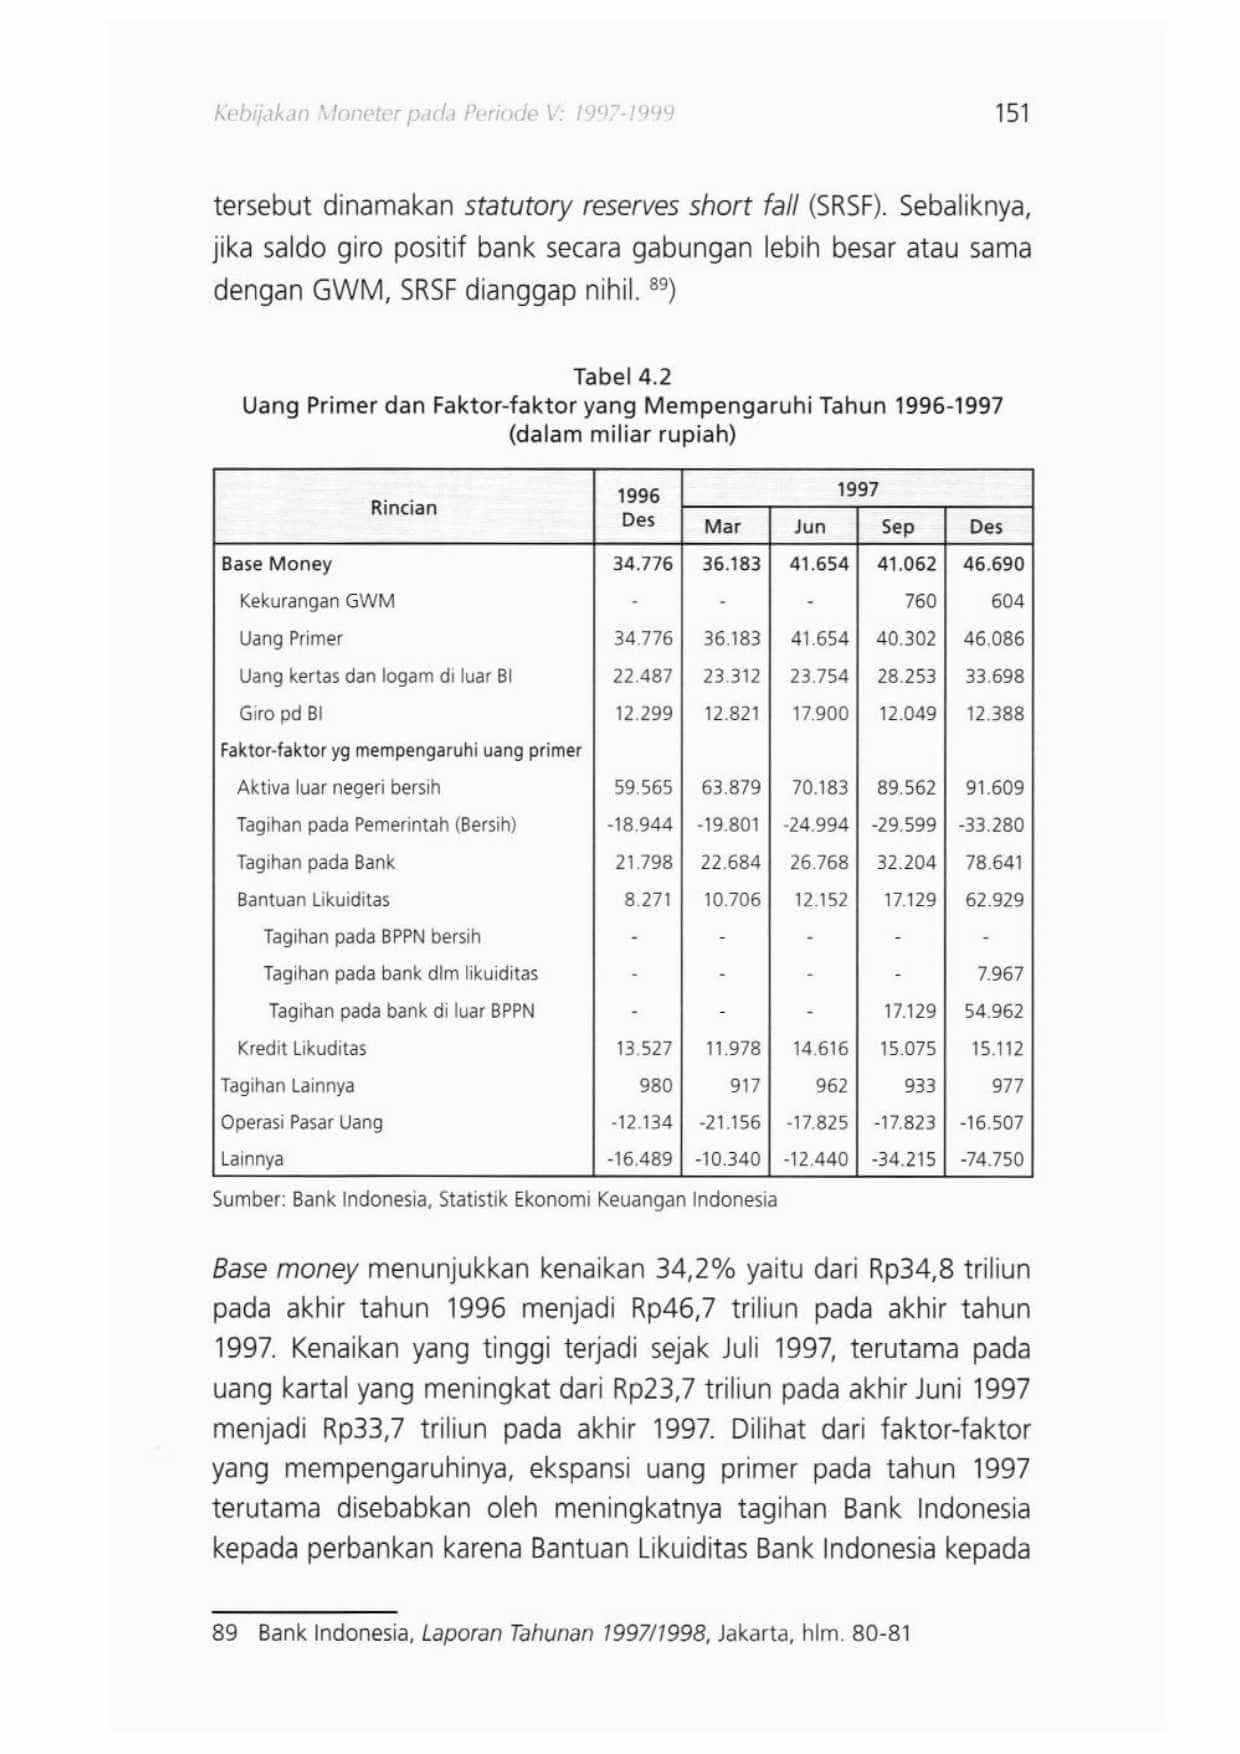 Kebijakan Moneter pada Periode V: 1997-1999 151
tersebut dinamakan statutory reserves short fall (SRSF). Sebaliknya,
jika saldo giro positif bank secara gabungan lebih besar atau sama
dengan GWM, SRSF dianggap nihil. 89)
Tabel 4.2
Uang Primer dan Faktor-faktor yang Mempengaruhi Tahun 1996-1997
(dalam miliar rupiah)
Rincian 1996 Des 1997
Mar Jun Sep Des
Base Money 34.776 36.183 41.654 41.062 46.690
Kekurangan GWM - - - 760 604
Uang Primer 34.776 36.183 41.654 40.302 46.086
Uang kertas dan logam di luar BI 22.487 23.312 23.754 28.253 33.698
Giro pd BI 12.299 12.821 17.900 12.049 12.388
Faktor-faktor yg mempengaruhi uang primer
Aktiva luar negeri bersih 59.565 63.879 70.183 89.562 91.609
Tagihan pada Pemerintah (Bersih) -18.944 -19.801 -24.994 -29.599 -33.280
Tagihan pada Bank 21.798 22.684 26.768 32.204 78.641
Bantuan Likuiditas 8.271 10.706 12.152 17.129 62.929
Tagihan pada BPPN bersih - - - - -
Tagihan pada bank dlm likuiditas - - - - 7.967
Tagihan pada bank di luar BPPN - - - 17.129 54.962
Kredit Likuditas 13.527 11.978 14.616 15.075 15.112
Tagihan Lainnya 980 917 962 933 977
Operasi Pasar Uang -12.134 -21.156 -17.825 -17.823 -16.507
Lainnya -16.489 -10.340 -12.440 -34.215 -74.750
Sumber: Bank Indonesia, Statistik Ekonomi Keuangan Indonesia
Base money menunjukkan kenaikan 34,2% yaitu dari Rp34,8 triliun
pada akhir tahun 1996 menjadi Rp46,7 triliun pada akhir tahun
1997. Kenaikan yang tinggi terjadi sejak Juli 1997, terutama pada
uang kartal yang meningkat dari Rp23,7 triliun pada akhir Juni 1997
menjadi Rp33,7 triliun pada akhir 1997. Dilihat dari faktor-faktor
yang mempengaruhinya, ekspansi uang primer pada tahun 1997
terutama disebabkan oleh meningkatnya tagihan Bank Indonesia
kepada perbankan karena Bantuan Likuiditas Bank Indonesia kepada
89 Bank Indonesia, Laporan Tahunan 1997/1998, Jakarta, hlm. 80-81